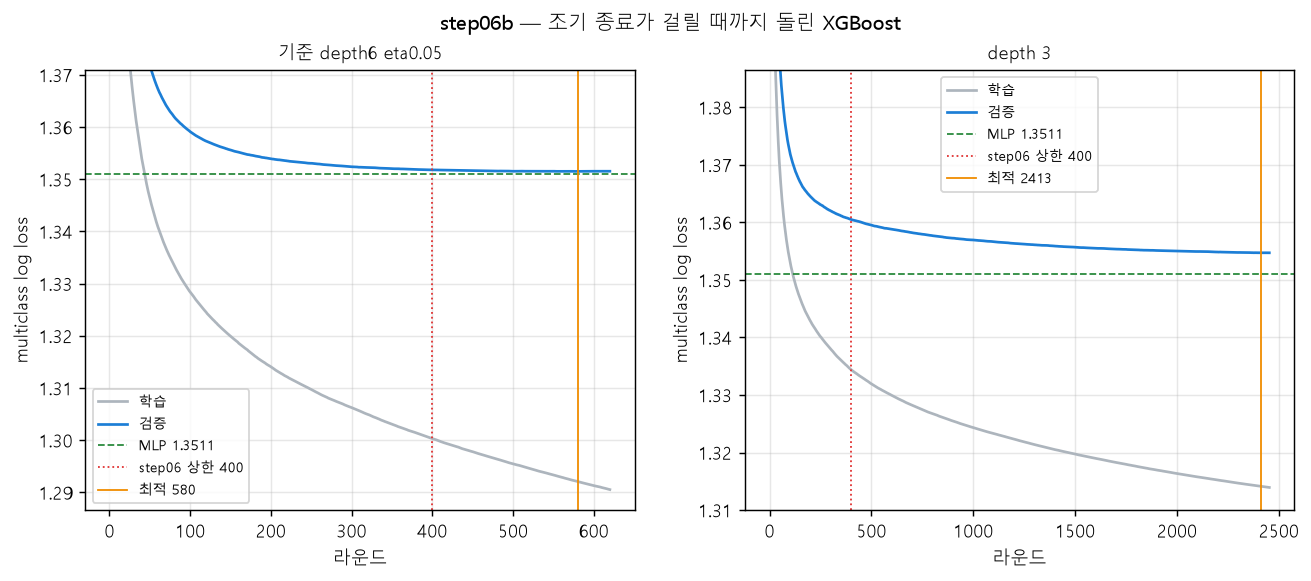 step06b — 조기 종료가 걸릴 때까지 돌린 XGBoost
기준 depth6 eta0.05
multiclass log loss
1.37
1.36
1.35
1.34
1.33
1.32
1.31
1.30
1.29
학습
검증
MLP 1.3511
step06 상한 400
최적 580
0 100 200 300 400 500 600
라운드
depth 3
multiclass log loss
1.38
1.37
1.36
1.35
1.34
1.33
1.32
1.31
학습
검증
MLP 1.3511
step06 상한 400
최적 2413
0 500 1000 1500 2000 2500
라운드